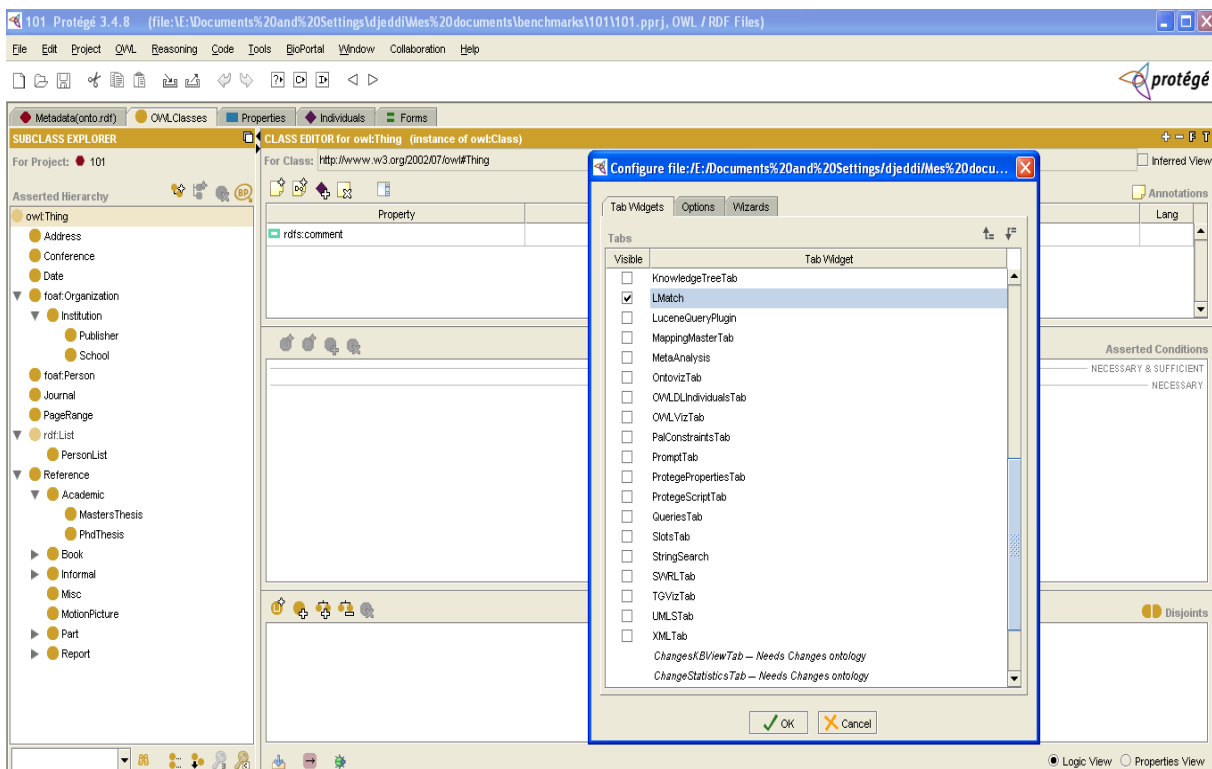 101 Protégé 3.4.8 (file:\E:\Documents%20and%20Settings\djeddi\Mes%20documents\benchmarks\101\101.pprj, OWL / RDF Files)
File Edit Project OWL Reasoning Code Tools BioPortal Window Collaboration Help
protégé
Metadata(onto.rdf) OWLClasses Properties Individuals Forms
SUBCLASS EXPLORER
For Project: 101
Asserted Hierarchy
owl:Thing
Address
Conference
Date
foaf:Organization
Institution
Publisher
School
foaf:Person
Journal
PageRange
rdf:List
PersonList
Reference
Academic
MastersThesis
PhdThesis
Book
Informal
Misc
MotionPicture
Part
Report
CLASS EDITOR for owl:Thing (instance of owl:Class)
For Class: http://www.w3.org/2002/07/owl#Thing
Inferred View
Annotations
Property
Lang
rdfs:comment
Asserted Conditions
NECESSARY & SUFFICIENT
NECESSARY
Disjoints
Logic View Properties View
Configure file:/E:/Documents%20and%20Settings/djeddi/Mes%20docu...
Tab Widgets Options Wizards
Tabs
Visible Tab Widget
KnowledgeTreeTab
LMatch
LuceneQueryPlugin
MappingMasterTab
MetaAnalysis
OntovizTab
OWLDLIndividualsTab
OWLVizTab
PalConstraintsTab
PromptTab
ProtegePropertiesTab
ProtegeScriptTab
QueriesTab
SlotsTab
StringSearch
SWRLTab
TGVizTab
UMLSTab
XMLTab
ChangesKBViewTab -- Needs Changes ontology
ChangeStatisticsTab -- Needs Changes ontology
OK Cancel